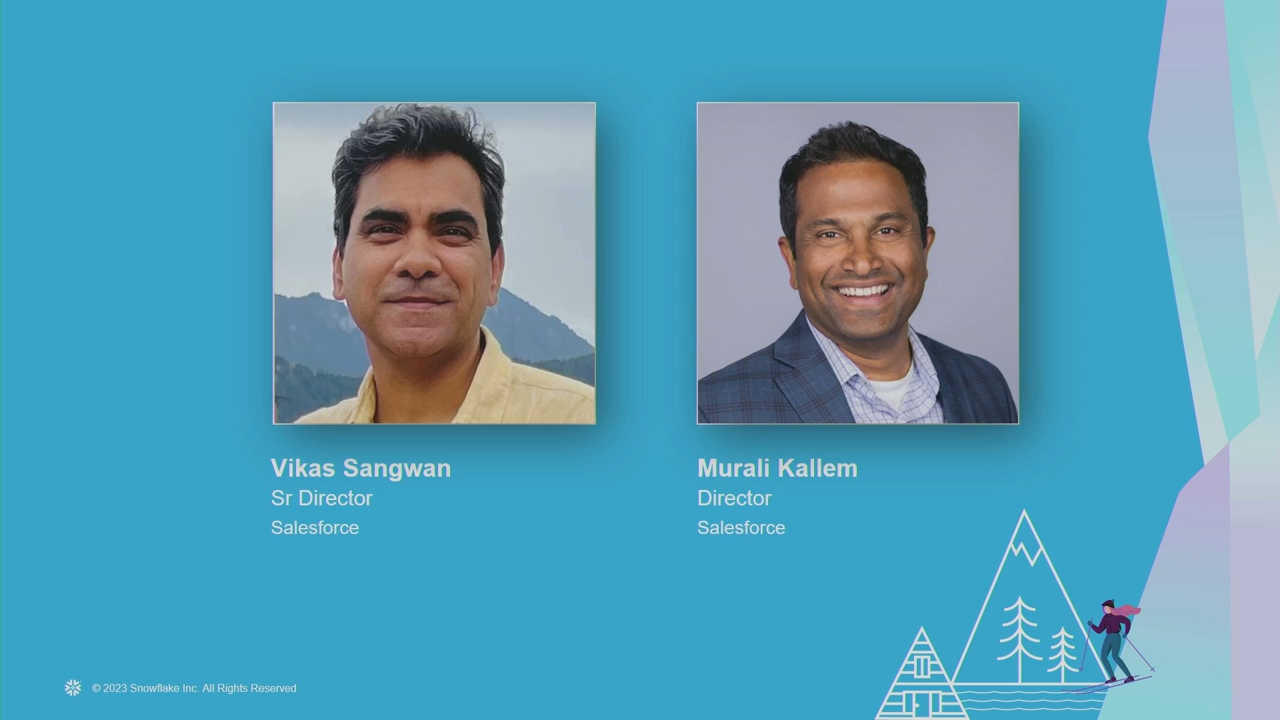 Vikas Sangwan
Sr Director
Salesforce
Murali Kallem
Director
Salesforce
© 2023 Snowflake Inc. All Rights Reserved